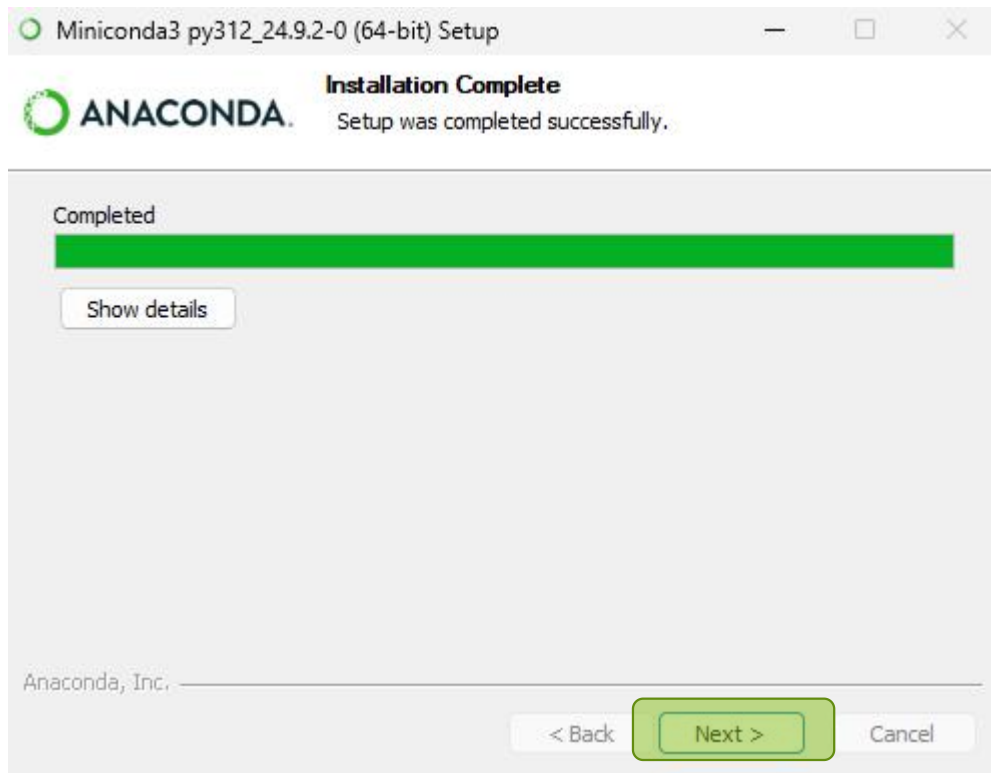 Miniconda3 py312_24.9.2-0 (64-bit) Setup
ANACONDA.
Installation Complete
Setup was completed successfully.
Completed
Show details
Anaconda, Inc.
< Back
Next >
Cancel